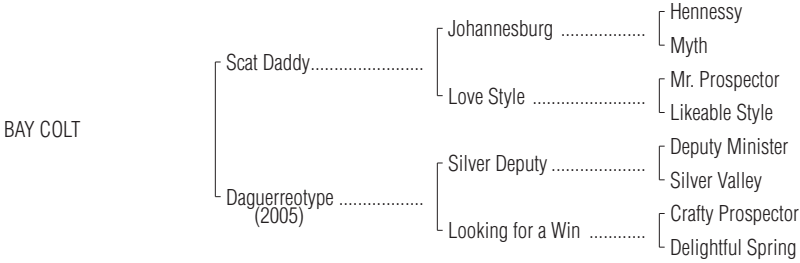 Hennessy
Johannesburg ..................
Myth
Scat Daddy.......................
Mr. Prospector
Love Style ........................
Likeable Style
BAY COLT
Deputy Minister
Silver Deputy ....................
Silver Valley
Daguerreotype ..................
(2005)
Crafty Prospector
Looking for a Win ............
Delightful Spring